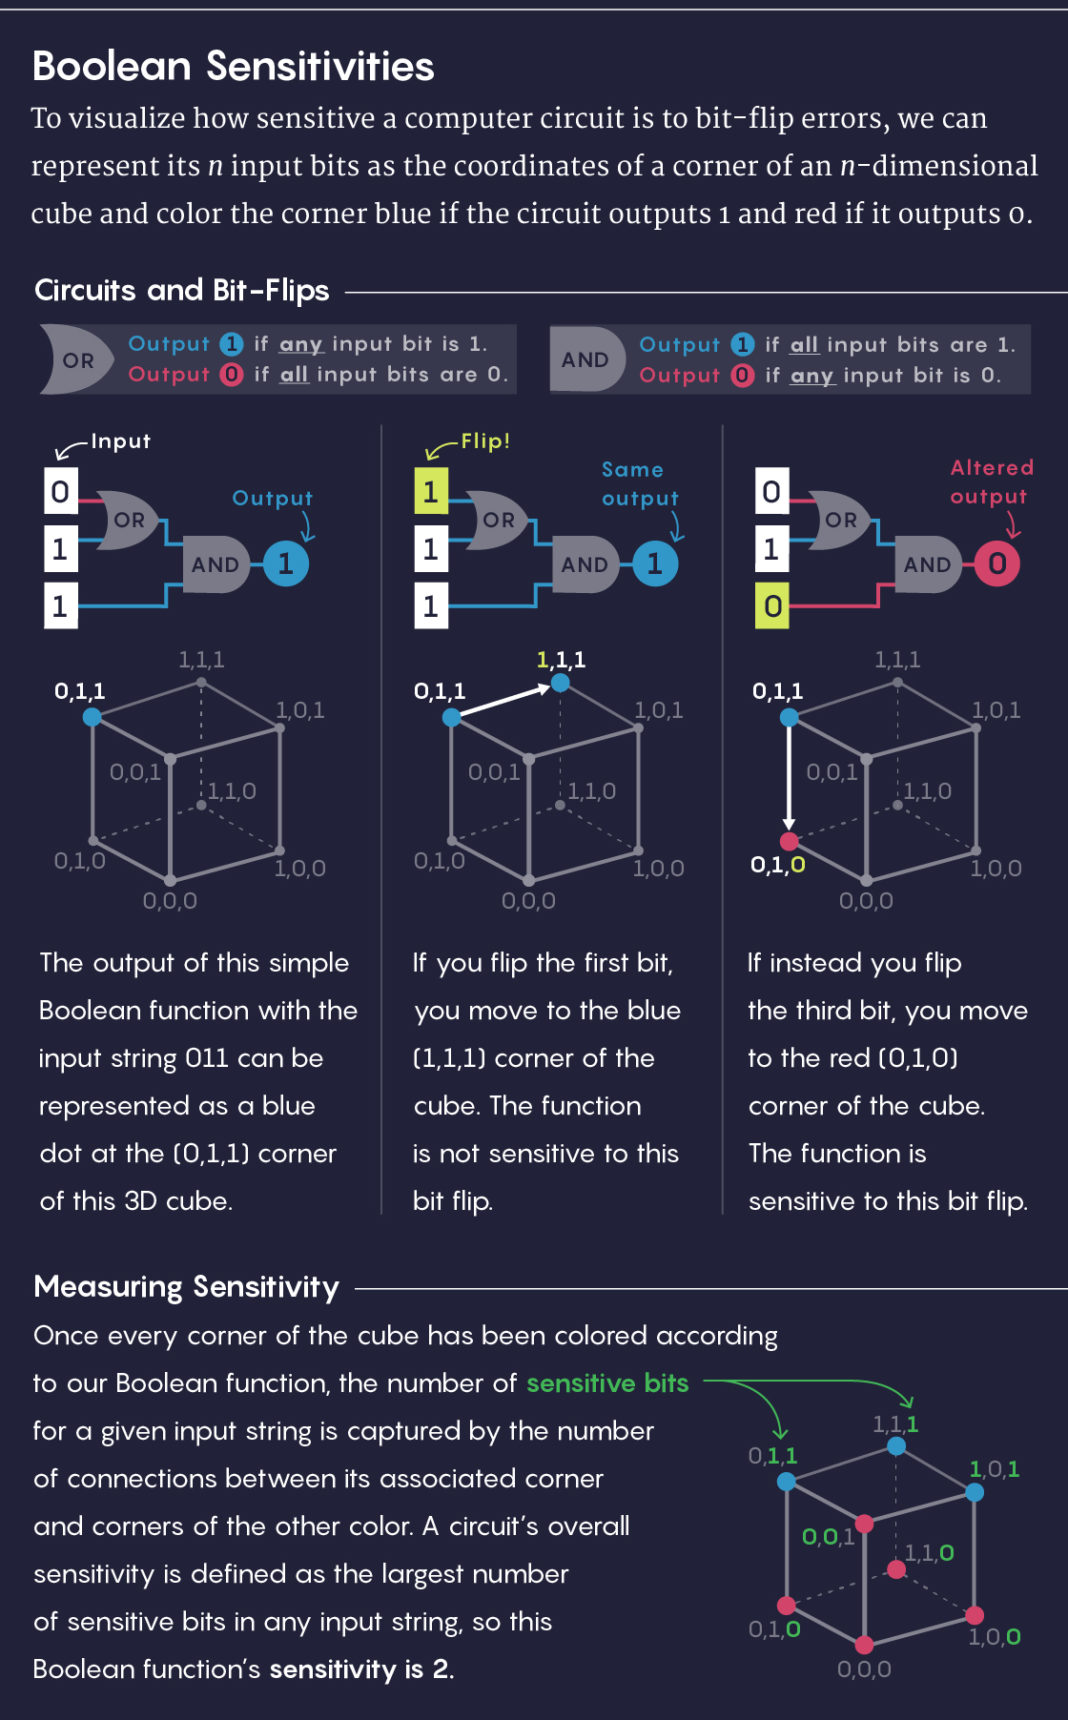 Boolean Sensitivities
To visualize how sensitive a computer circuit is to bit-flip errors, we can
represent its n input bits as the coordinates of a corner of an n-dimensional
cube and color the corner blue if the circuit outputs 1 and red if it outputs 0.
Circuits and Bit-Flips
OR
Output 1 if any input bit is 1.
Output 0 if all input bits are 0.
AND
Output 1 if all input bits are 1.
Output 0 if any input bit is 0.
Input
0
1
1
OR
AND
Output
1
1,1,1
0,1,1
1,0,1
0,0,1
1,1,0
0,1,0
1,0,0
0,0,0
The output of this simple
Boolean function with the
input string 011 can be
represented as a blue
dot at the (0,1,1) corner
of this 3D cube.
Flip!
1
1
1
OR
AND
Same
output
1
1,1,1
0,1,1
1,0,1
0,0,1
1,1,0
0,1,0
1,0,0
0,0,0
If you flip the first bit,
you move to the blue
(1,1,1) corner of the
cube. The function
is not sensitive to this
bit flip.
0
1
0
OR
AND
Altered
output
0
1,1,1
0,1,1
1,0,1
0,0,1
1,1,0
0,1,0
1,0,0
0,0,0
If instead you flip
the third bit, you move
to the red (0,1,0)
corner of the cube.
The function is
sensitive to this bit flip.
Measuring Sensitivity
Once every corner of the cube has been colored according
to our Boolean function, the number of sensitive bits
for a given input string is captured by the number
of connections between its associated corner
and corners of the other color. A circuit's overall
sensitivity is defined as the largest number
of sensitive bits in any input string, so this
Boolean function's sensitivity is 2.
1,1,1
0,1,1
1,0,1
0,0,1
1,1,0
0,1,0
1,0,0
0,0,0